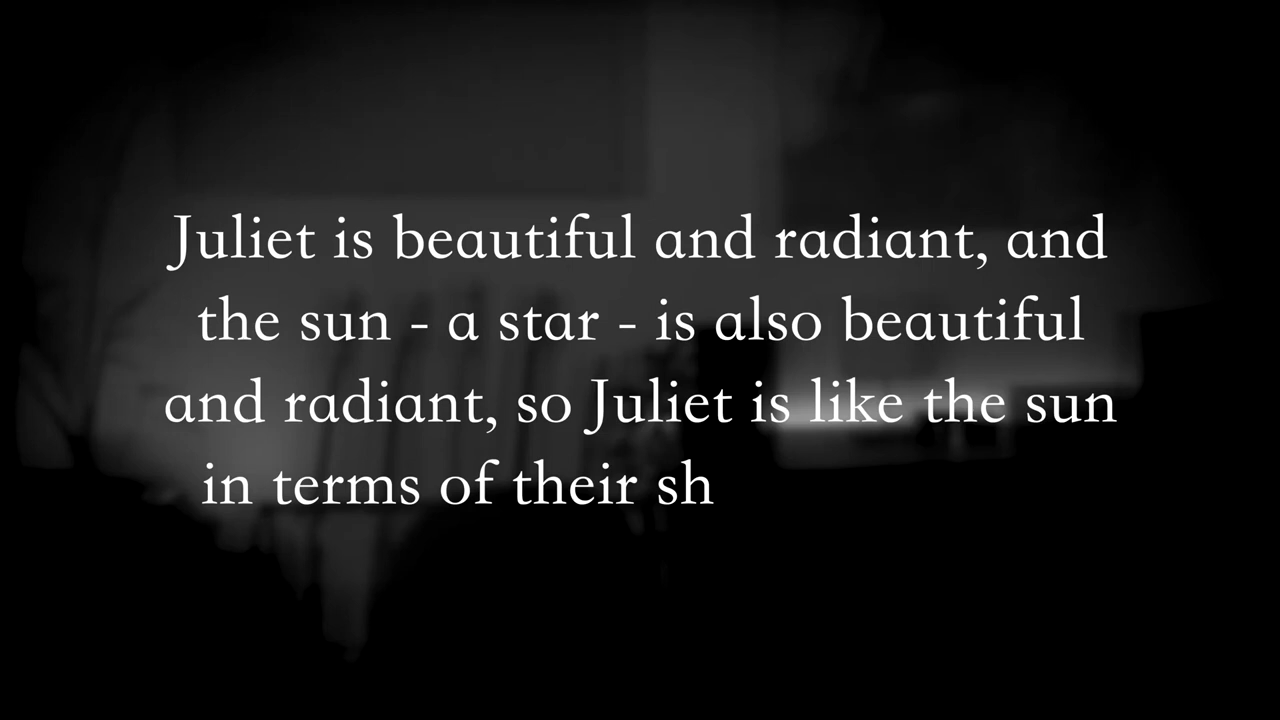 Juliet is beautiful and radiant, and
the sun - a star - is also beautiful
and radiant, so Juliet is like the sun
in terms of their sh